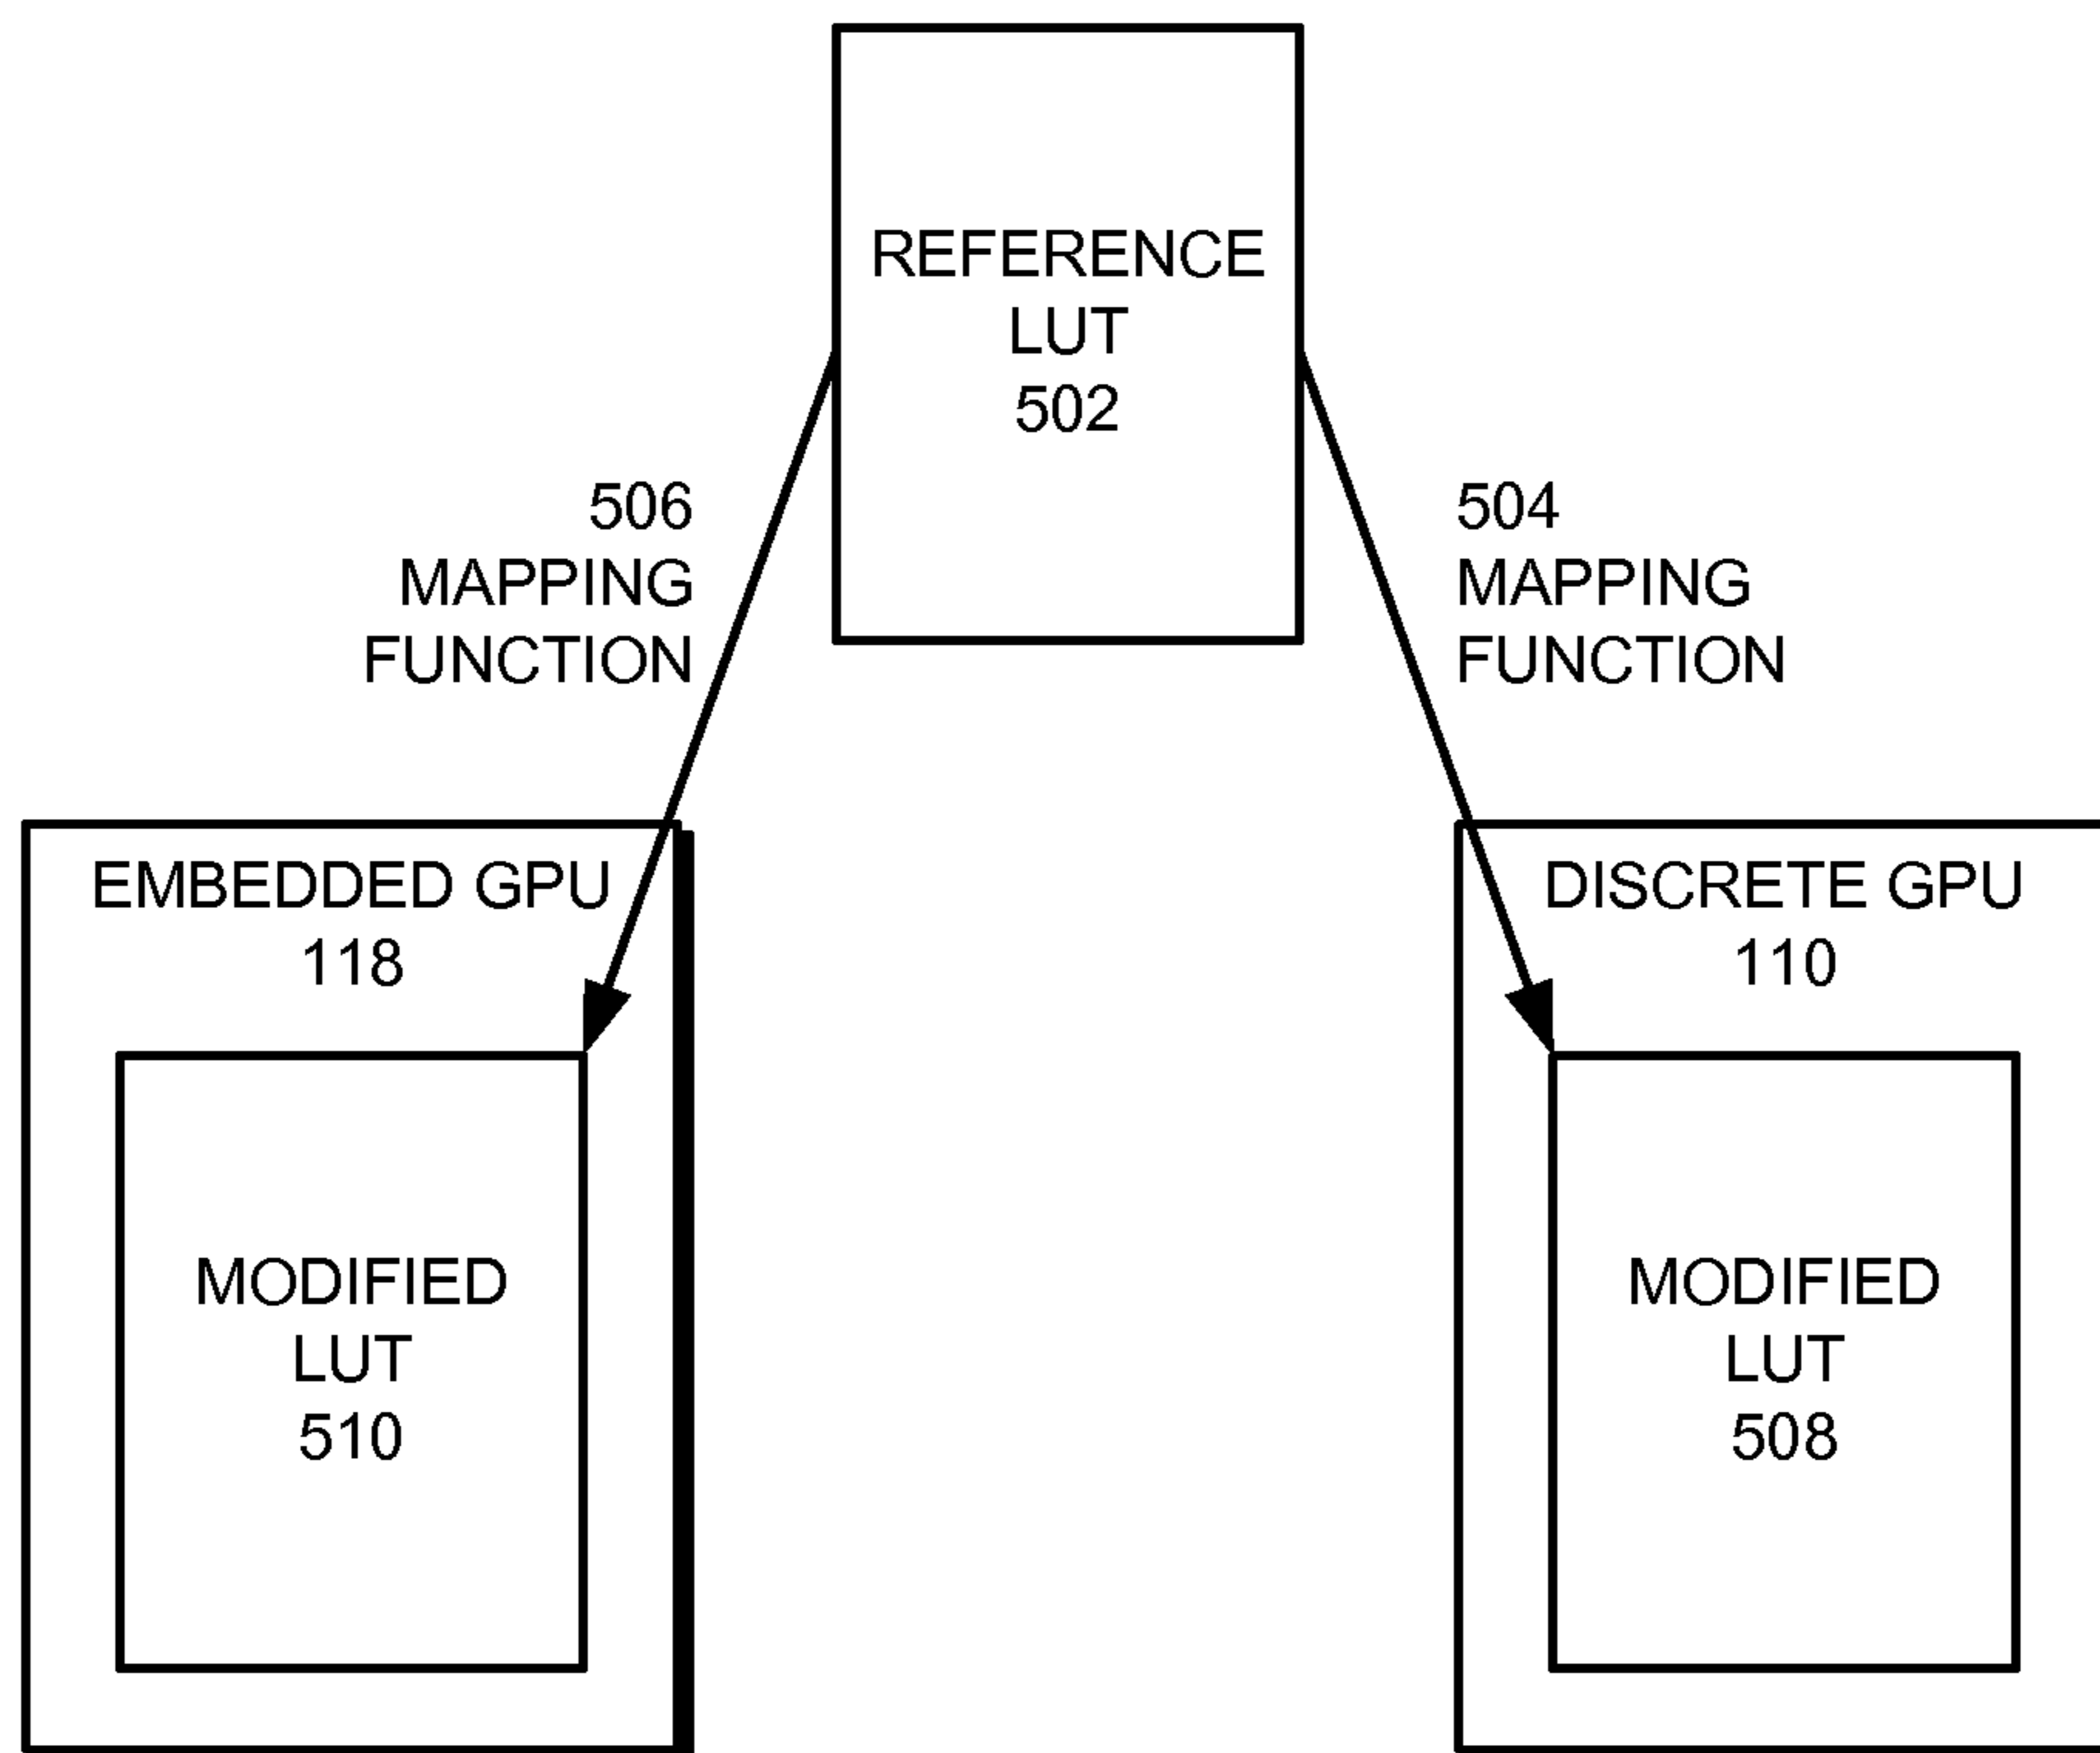 REFERENCE
LUT
502
506
MAPPING
FUNCTION
504
MAPPING
FUNCTION
EMBEDDED GPU
118
MODIFIED
LUT
510
DISCRETE GPU
110
MODIFIED
LUT
508